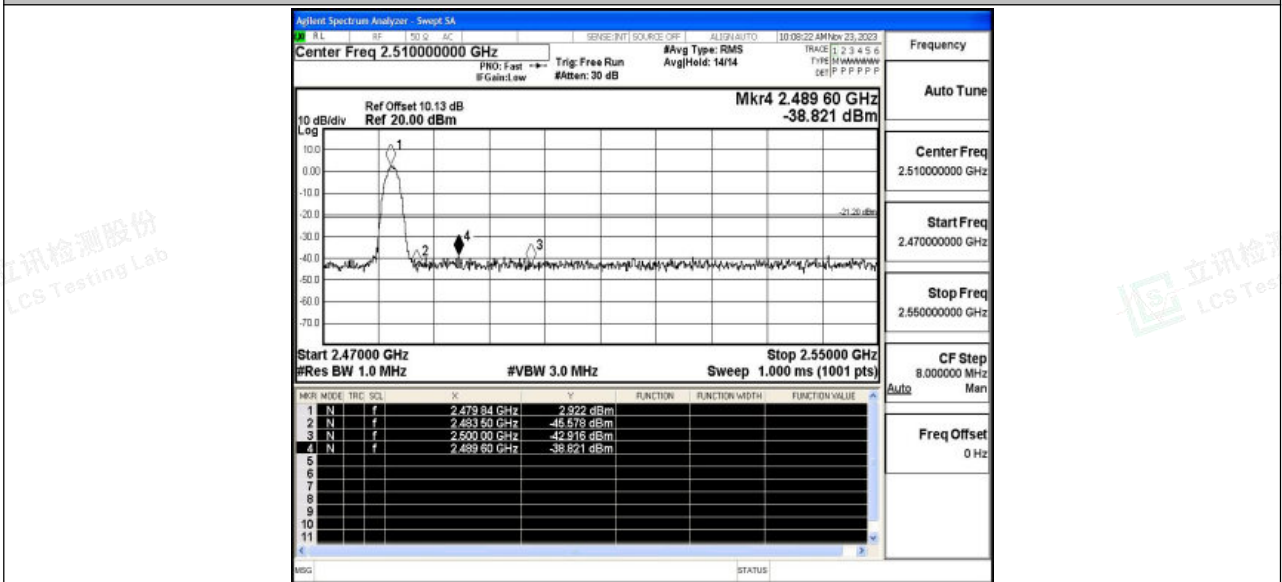 Agilent Spectrum Analyzer - Swept SA
RL RF 50 Ω AC SENSE:INT SOURCE OFF ALIGN AUTO 10:08:22 AM Nov 23, 2023
Center Freq 2.510000000 GHz
PNO: Fast
IFGain:Low
Trig: Free Run
#Atten: 30 dB
#Avg Type: RMS
Avg|Hold: 14/14
TRACE 1 2 3 4 5 6
TYPE M W W W W W
DET P P P P P P
Frequency
Auto Tune
Center Freq
2.510000000 GHz
Start Freq
2.470000000 GHz
Stop Freq
2.550000000 GHz
CF Step
8.000000 MHz
Auto Man
Freq Offset
0 Hz
Mkr4 2.489 60 GHz
-38.821 dBm
Ref Offset 10.13 dB
10 dB/div Ref 20.00 dBm
Log
10.0
0.00
-10.0
-20.0
-30.0
-40.0
-50.0
-60.0
-70.0
-21.20 dBm
1
2
4
3
Start 2.47000 GHz Stop 2.55000 GHz
#Res BW 1.0 MHz #VBW 3.0 MHz Sweep 1.000 ms (1001 pts)
MKR MODE TRC SCL X Y FUNCTION FUNCTION WIDTH FUNCTION VALUE
1 N f 2.479 84 GHz 2.922 dBm
2 N f 2.483 50 GHz -45.578 dBm
3 N f 2.500 00 GHz -42.916 dBm
4 N f 2.489 60 GHz -38.821 dBm
5
6
7
8
9
10
11
MSG STATUS
立讯检测股份
LCS Testing Lab
立讯检
LCS Tes